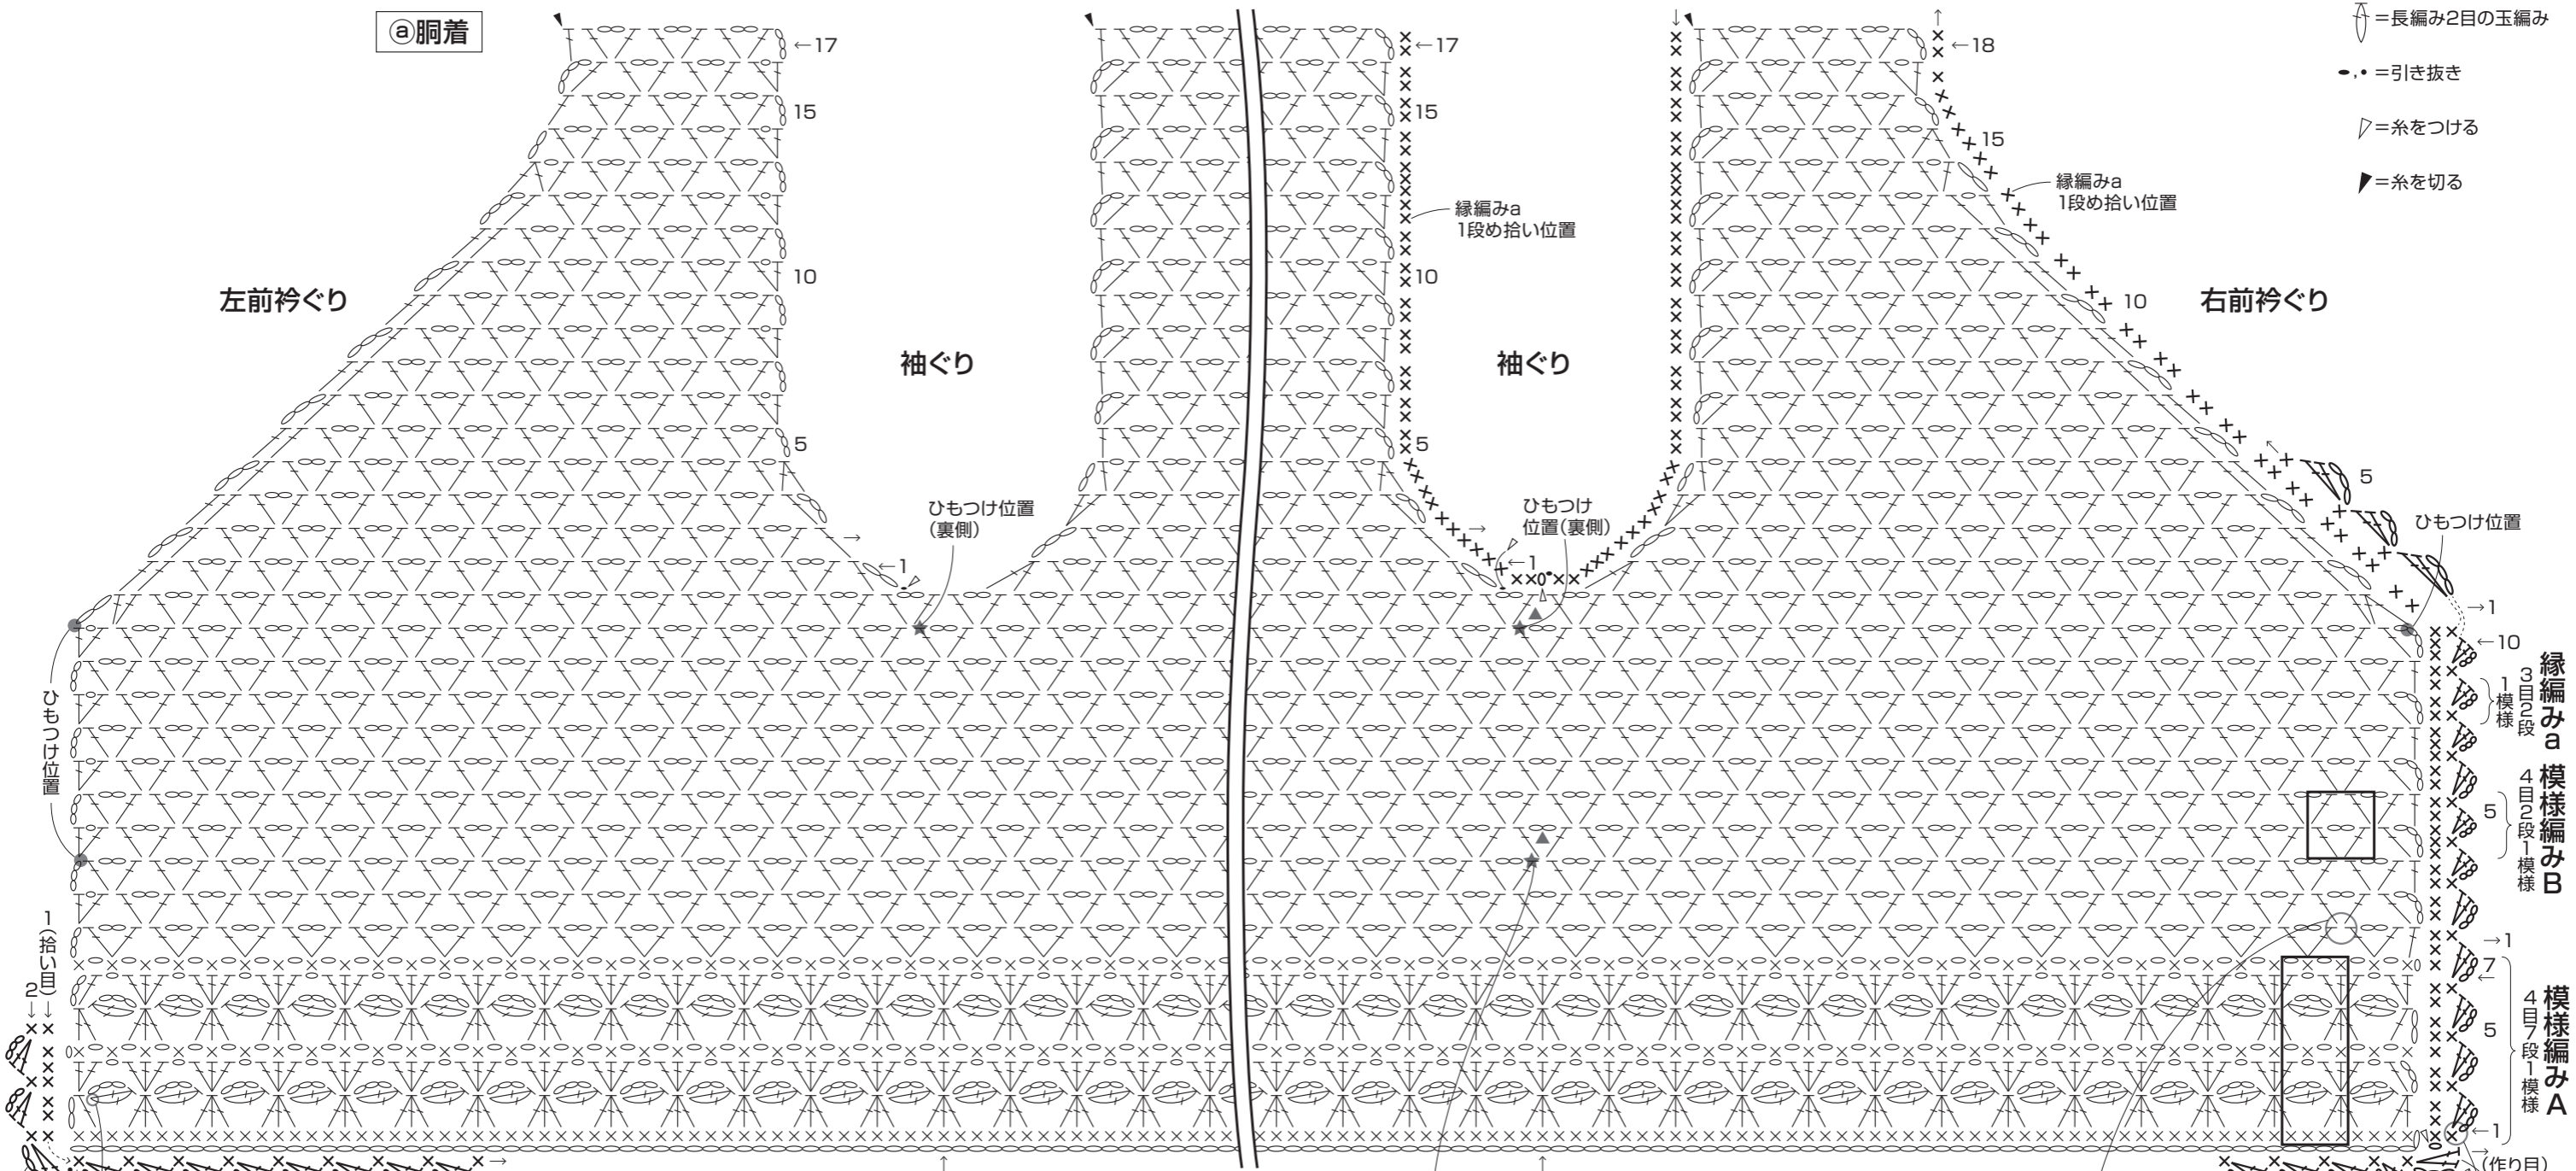 ⓐ胴着
=長編み2目の玉編み
=引き抜き
=糸をつける
=糸を切る
←17
15
10
5
←1
→
左前衿ぐり
袖ぐり
ひもつけ位置
(裏側)
←17
15
10
5
→
←1
縁編みa
1段め拾い位置
袖ぐり
ひもつけ
位置(裏側)
←18
15
10
5
→1
縁編みa
1段め拾い位置
右前衿ぐり
ひもつけ位置
ひもつけ位置
←10
5
→1
縁編みa
3目2段
1模様
模様編みB
4目2段1模様
7
←
5
←1
模様編みA
4目7段1模様
1(拾い目)
2
→
(作り目)